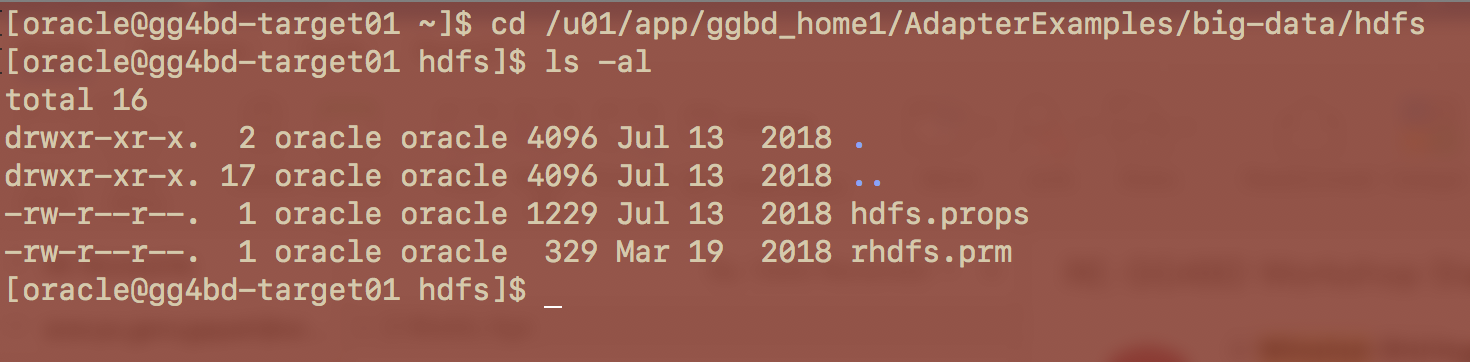 [oracle@gg4bd-target01 ~]$ cd /u01/app/ggbd_home1/AdapterExamples/big-data/hdfs
[oracle@gg4bd-target01 hdfs]$ ls -al
total 16
drwxr-xr-x.  2 oracle oracle 4096 Jul 13  2018 .
drwxr-xr-x. 17 oracle oracle 4096 Jul 13  2018 ..
-rw-r--r--.  1 oracle oracle 1229 Jul 13  2018 hdfs.props
-rw-r--r--.  1 oracle oracle  329 Mar 19  2018 rhdfs.prm
[oracle@gg4bd-target01 hdfs]$ _